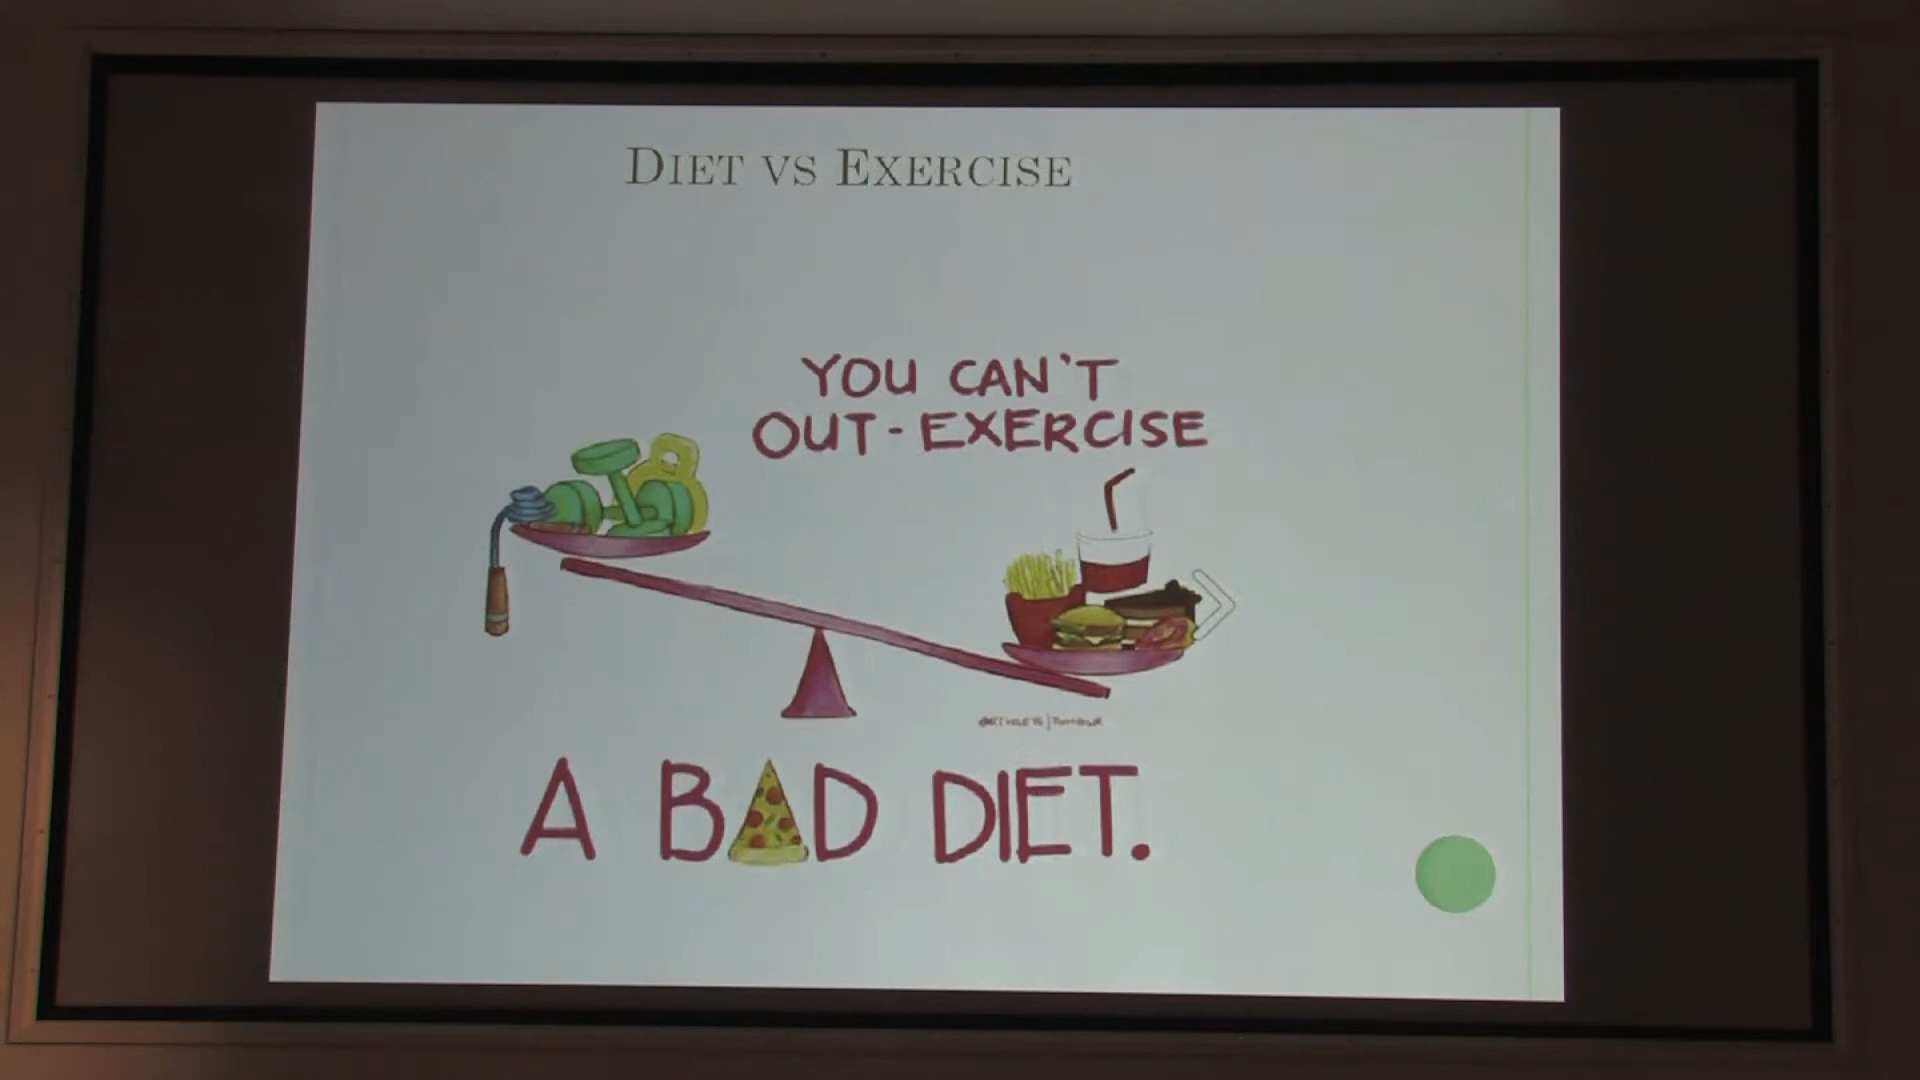 DIET VS EXERCISE
YOU CAN'T
OUT-EXERCISE
A BAD DIET.